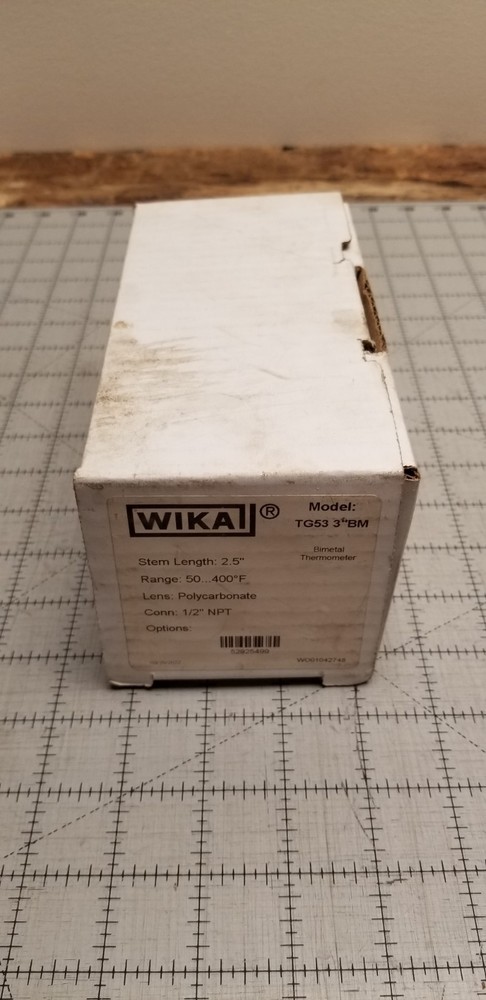 WIKA ®
Model:
TG53 3"BM
Bimetal
Thermometer
Stem Length: 2.5"
Range: 50...400°F
Lens: Polycarbonate
Conn: 1/2" NPT
Options: